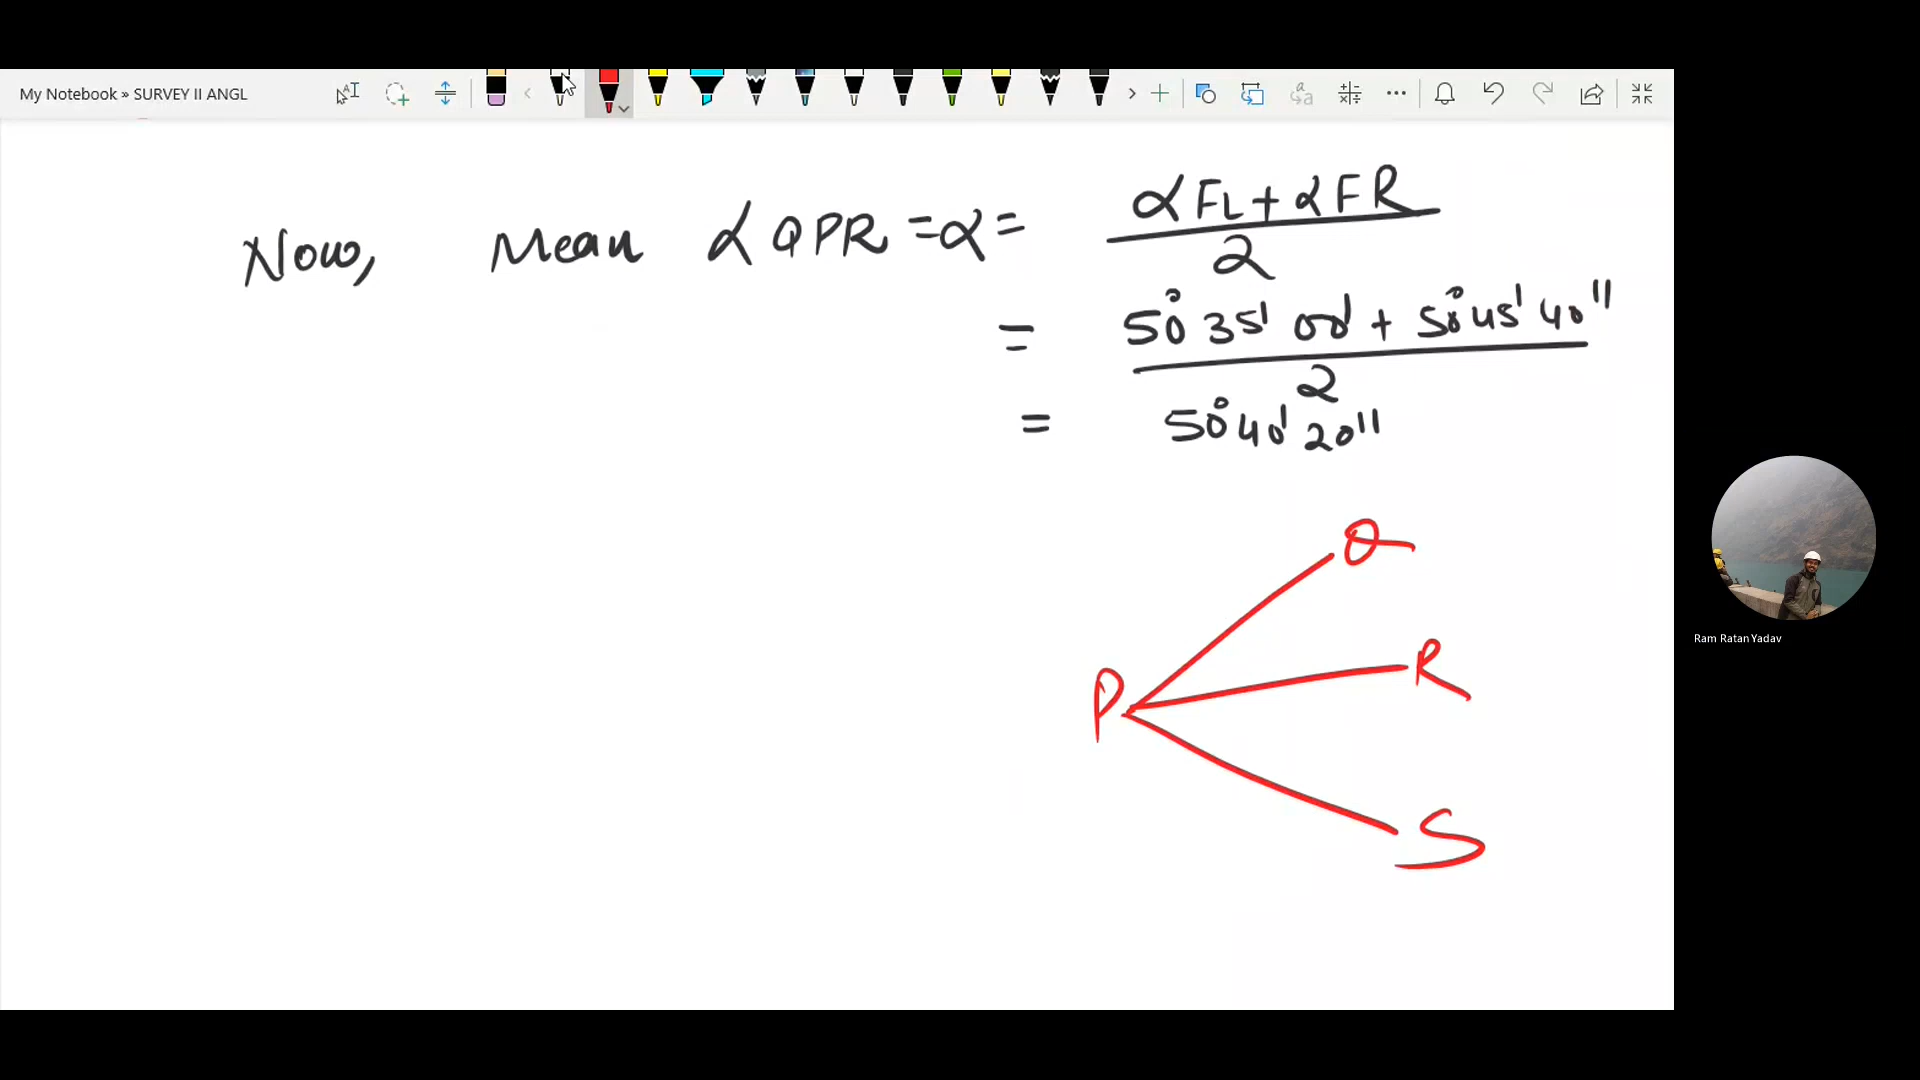 My Notebook » SURVEY II ANGL
Now, Mean ∠QPR = α = αFL + αFR
2
= 50° 35' 00" + 50° 45' 40"
2
= 50° 40' 20"
Q
R
P
S
Ram Ratan Yadav